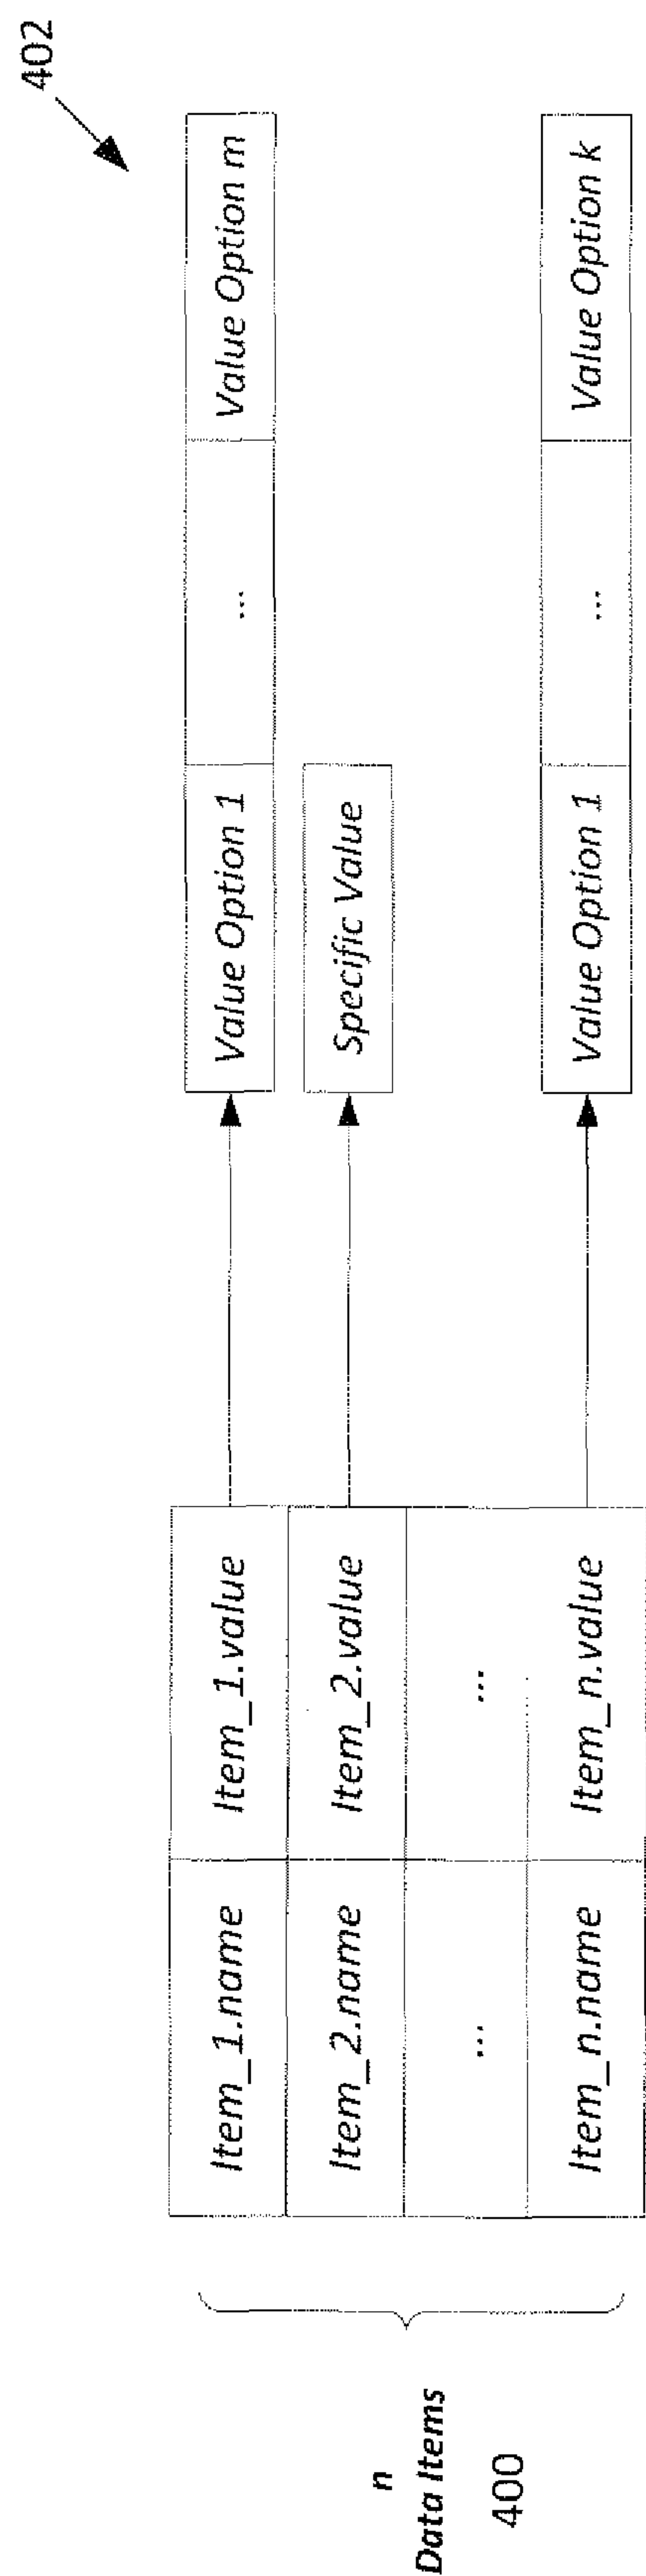 402
n
Data Items
400
Item_1.name
Item_1.value
Value Option 1
...
Value Option m
Item_2.name
Item_2.value
Specific Value
...
...
Item_n.name
Item_n.value
Value Option 1
...
Value Option k